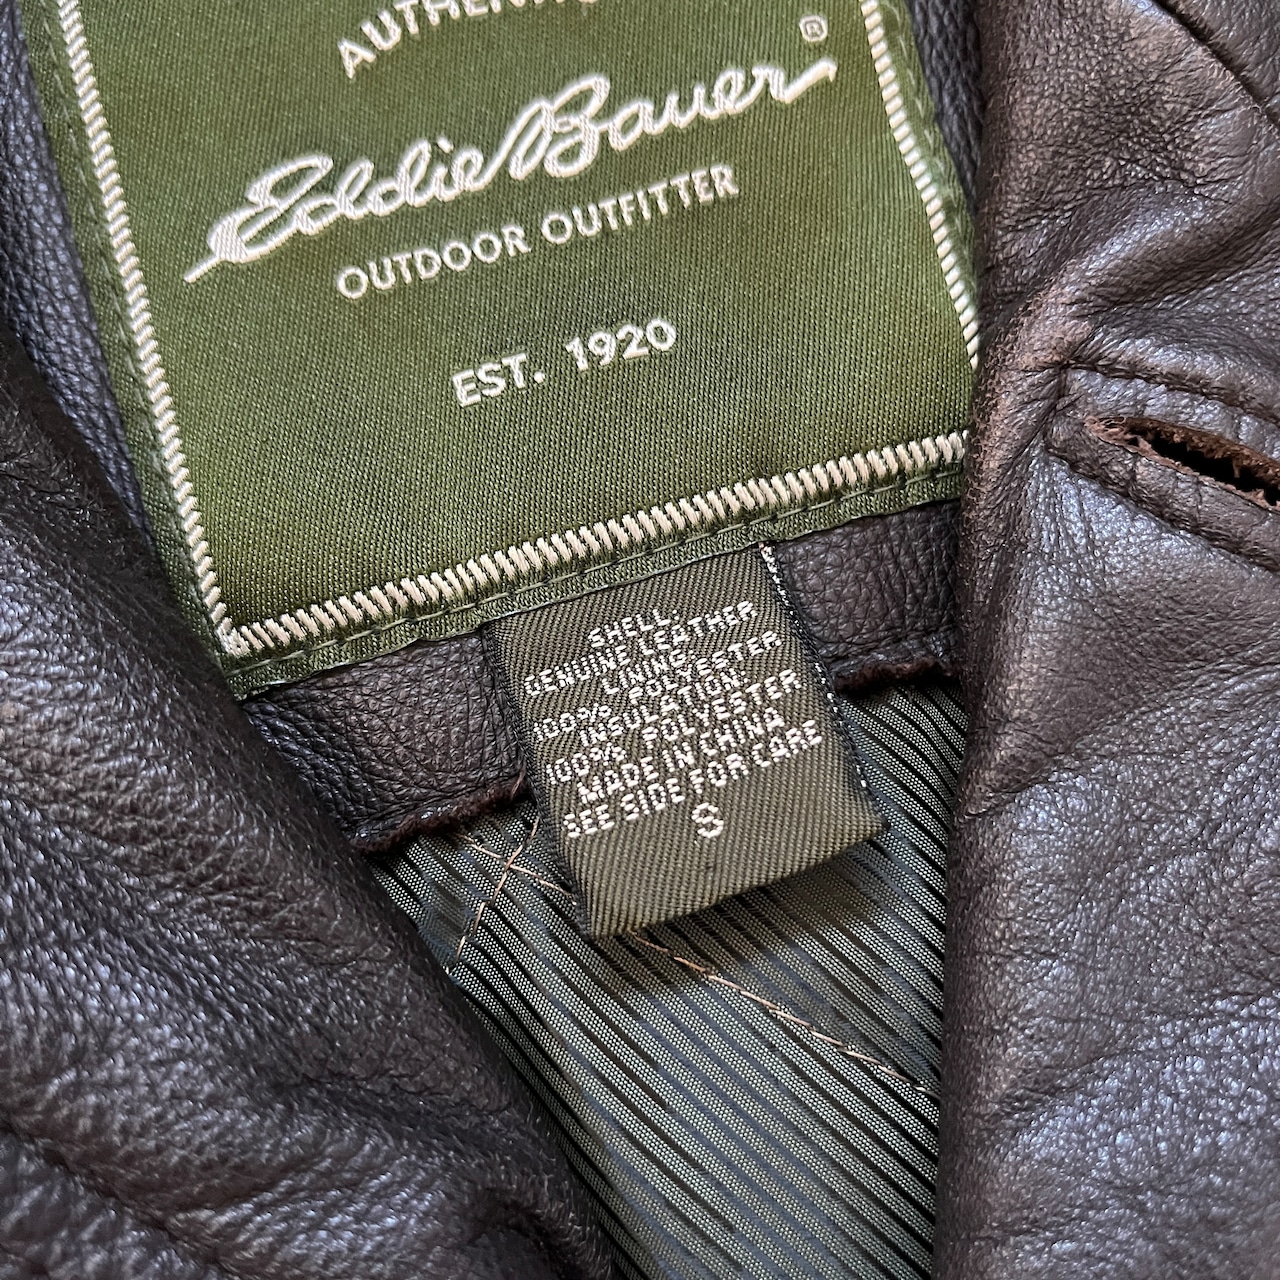 AUTHENTIC
Eddie Bauer®
OUTDOOR OUTFITTER
EST. 1920
SHELL:
GENUINE LEATHER
LINING:
100% POLYESTER
INSULATION:
100% POLYESTER
MADE IN CHINA
SEE SIDE FOR CARE
S